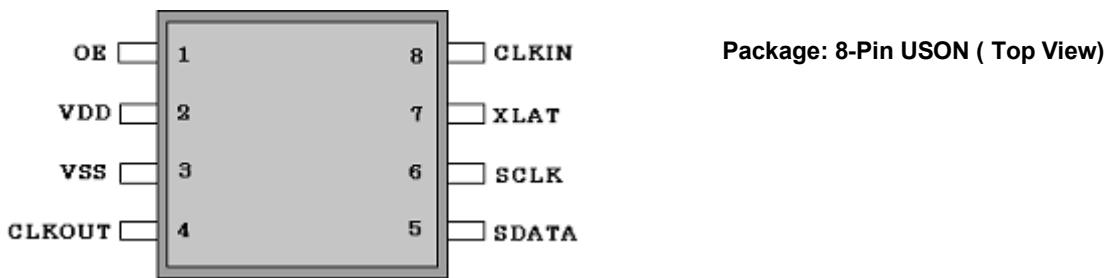 OE 1 8 CLKIN Package: 8-Pin USON ( Top View)
VDD 2 7 XLAT
VSS 3 6 SCLK
CLKOUT 4 5 SDATA